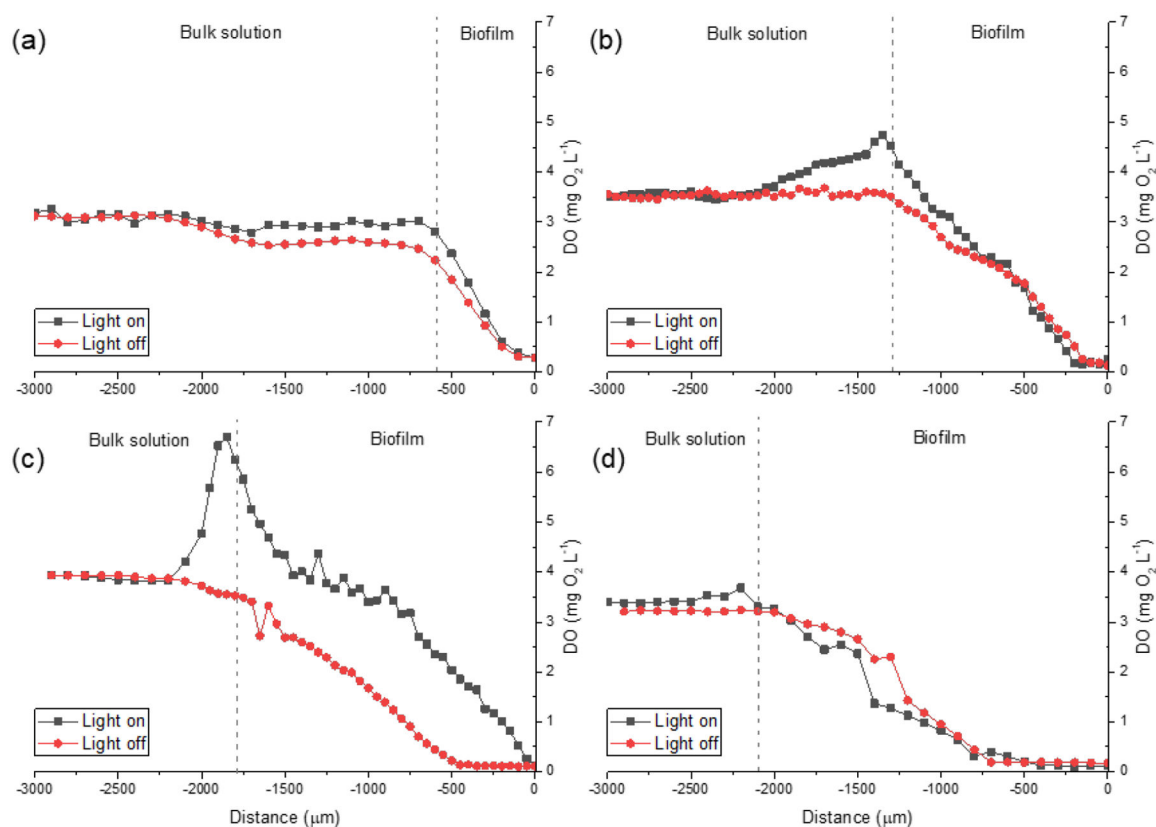 (a)
Bulk solution
Biofilm
Light on
Light off
-3000 -2500 -2000 -1500 -1000 -500 0
0
1
2
3
4
5
6
7
DO (mg O₂ L⁻¹)
(b)
Bulk solution
Biofilm
Light on
Light off
-3000 -2500 -2000 -1500 -1000 -500 0
0
1
2
3
4
5
6
7
DO (mg O₂ L⁻¹)
(c)
Bulk solution
Biofilm
Light on
Light off
-3000 -2500 -2000 -1500 -1000 -500 0
Distance (μm)
0
1
2
3
4
5
6
7
DO (mg O₂ L⁻¹)
(d)
Bulk solution
Biofilm
Light on
Light off
-3000 -2500 -2000 -1500 -1000 -500 0
Distance (μm)
0
1
2
3
4
5
6
7
DO (mg O₂ L⁻¹)